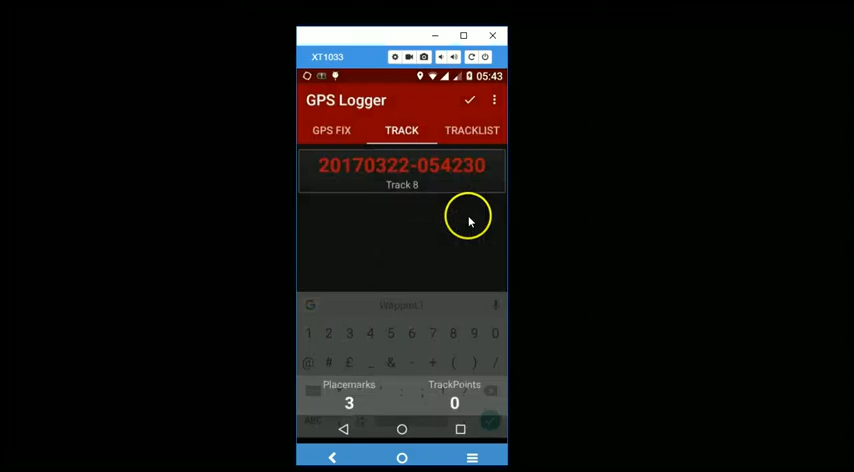 XT1033
05:43
GPS Logger
GPS FIX TRACK TRACKLIST
20170322-054230
Track 8
1 2 3 4 5 6 7 8 9 0
@ # £ _ & - + ( ) /
Placemarks TrackPoints
3 0
ABC